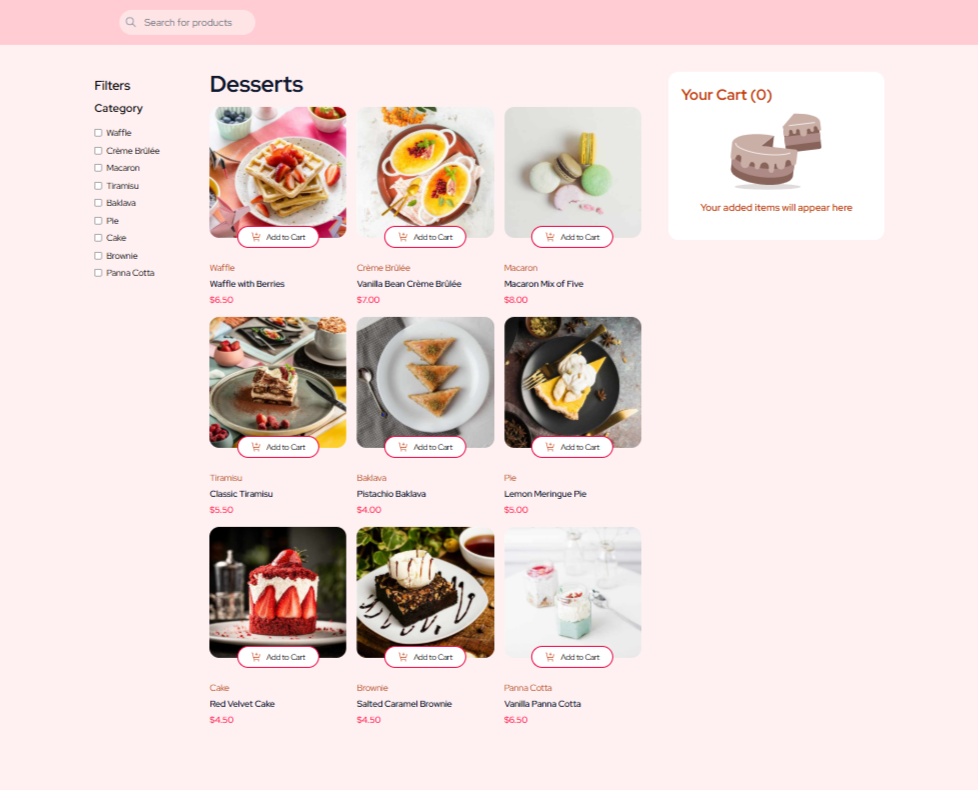 Search for products
Filters
Category
Waffle
Crème Brûlée
Macaron
Tiramisu
Baklava
Pie
Cake
Brownie
Panna Cotta
Desserts
Add to Cart
Waffle
Waffle with Berries
$6.50
Add to Cart
Crème Brûlée
Vanilla Bean Crème Brûlée
$7.00
Add to Cart
Macaron
Macaron Mix of Five
$8.00
Add to Cart
Tiramisu
Classic Tiramisu
$5.50
Add to Cart
Baklava
Pistachio Baklava
$4.00
Add to Cart
Pie
Lemon Meringue Pie
$5.00
Add to Cart
Cake
Red Velvet Cake
$4.50
Add to Cart
Brownie
Salted Caramel Brownie
$4.50
Add to Cart
Panna Cotta
Vanilla Panna Cotta
$6.50
Your Cart (0)
Your added items will appear here